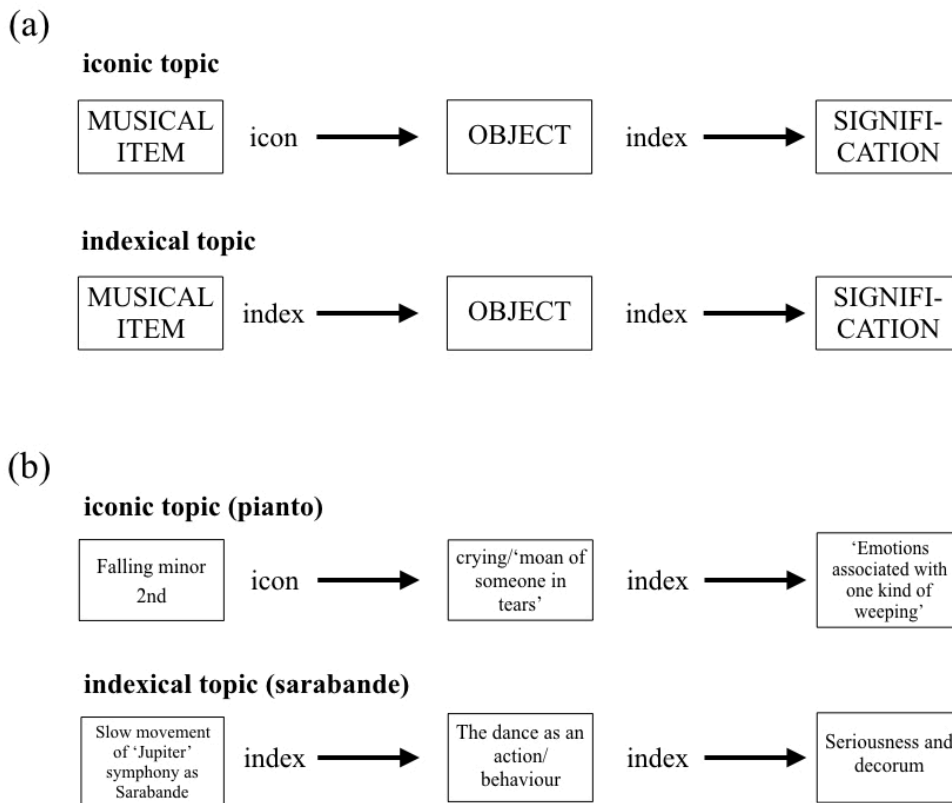 (a)
iconic topic
MUSICAL
ITEM
icon
OBJECT
index
SIGNIFI-
CATION
indexical topic
MUSICAL
ITEM
index
OBJECT
index
SIGNIFI-
CATION
(b)
iconic topic (pianto)
Falling minor
2nd
icon
crying/‘moan of
someone in
tears’
index
‘Emotions
associated with
one kind of
weeping’
indexical topic (sarabande)
Slow movement
of ‘Jupiter’
symphony as
Sarabande
index
The dance as an
action/
behaviour
index
Seriousness and
decorum